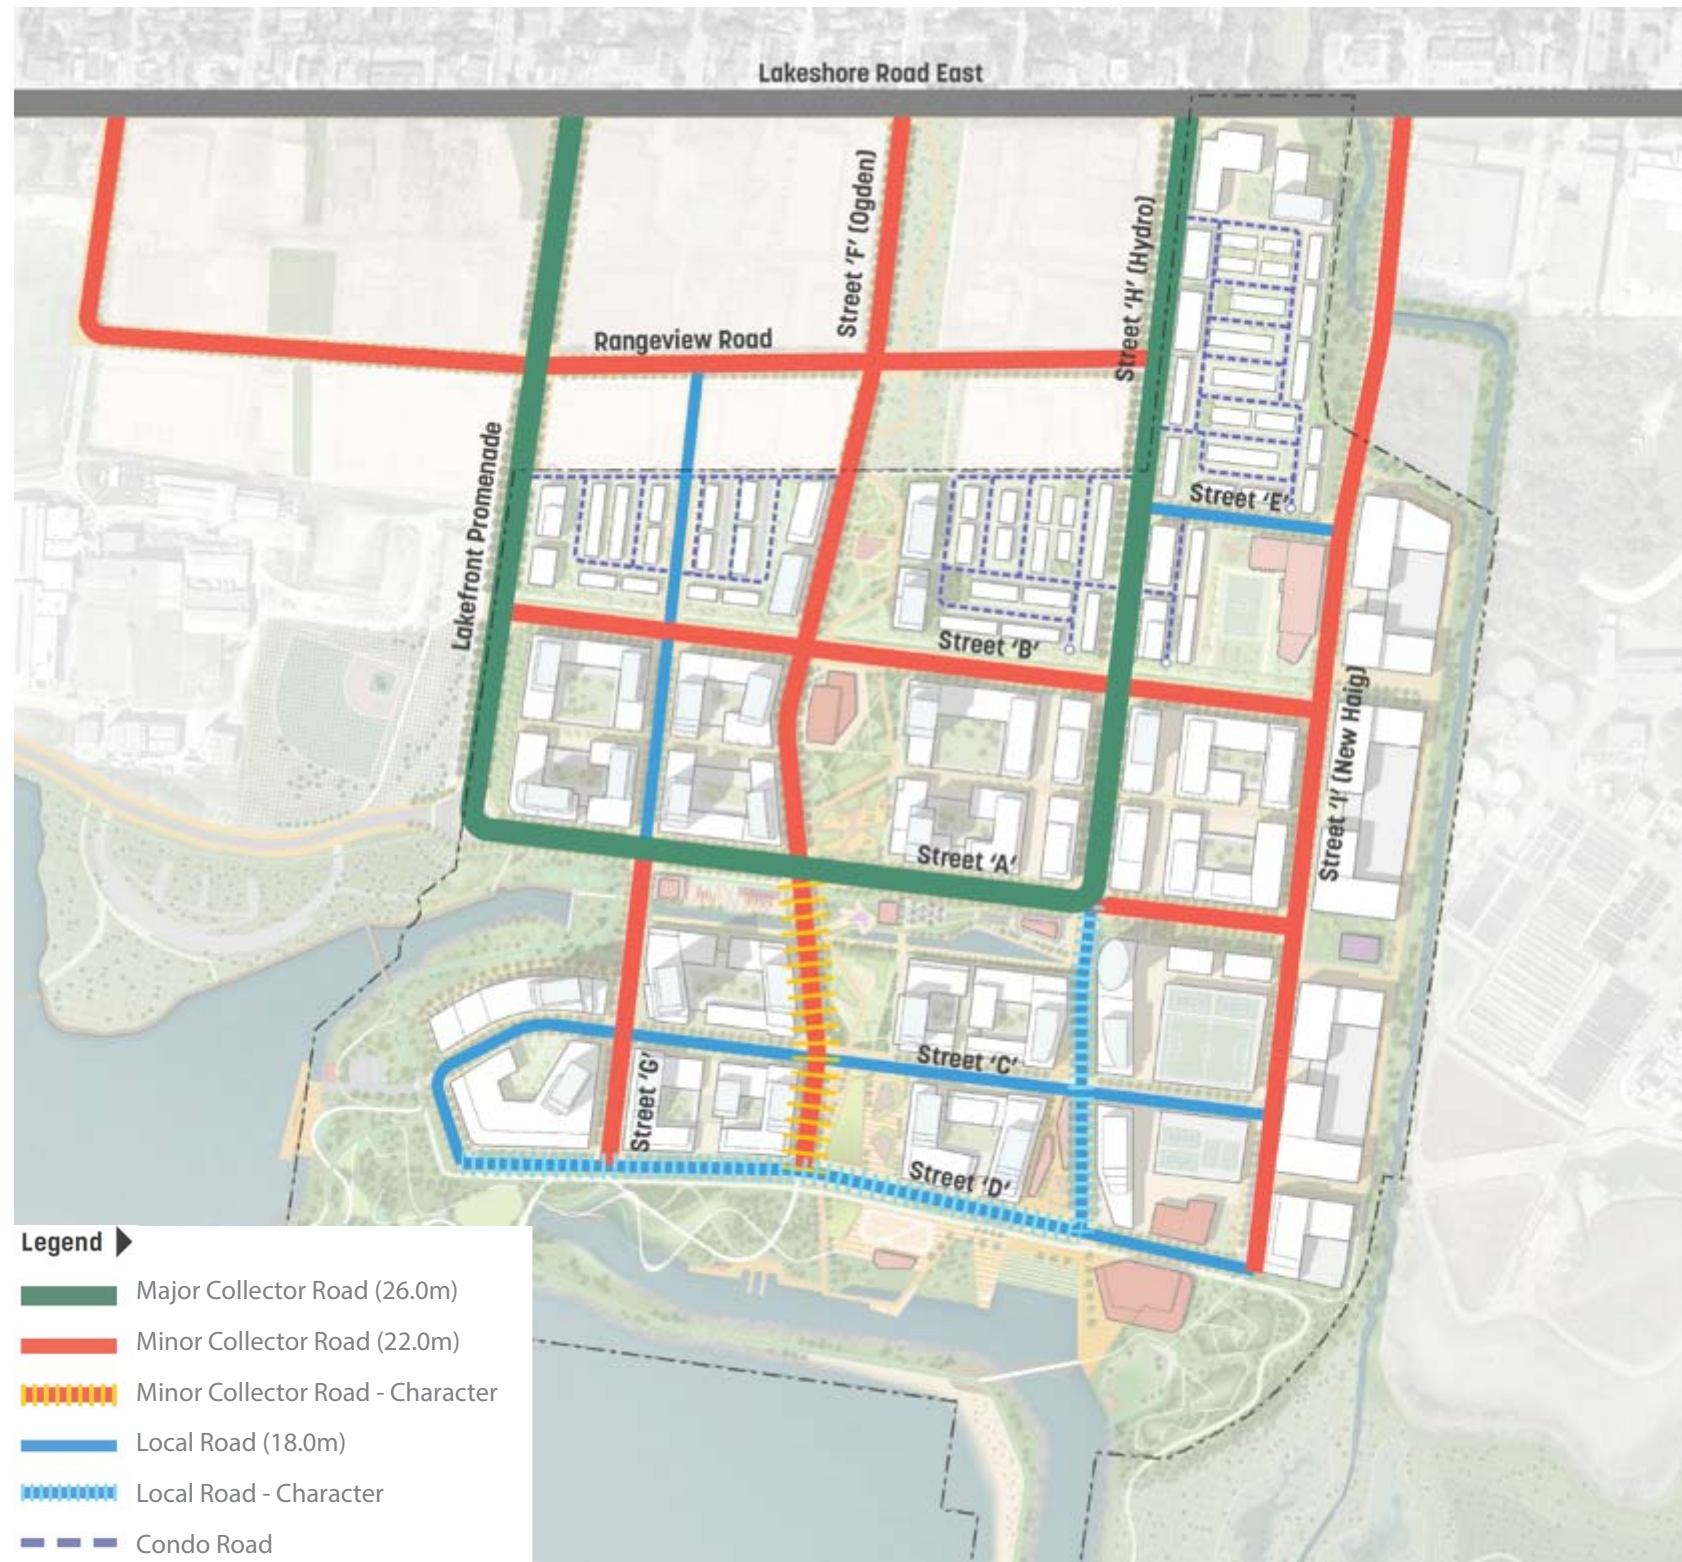 Lakeshore Road East
Street 'F' (Ogden)
Street 'H' (Hydro)
Rangeview Road
Lakefront Promenade
Street 'E'
Street 'B'
Street 'I' (New Haig)
Street 'A'
Street 'C'
Street 'G'
Street 'D'
Legend
Major Collector Road (26.0m)
Minor Collector Road (22.0m)
Minor Collector Road - Character
Local Road (18.0m)
Local Road - Character
Condo Road